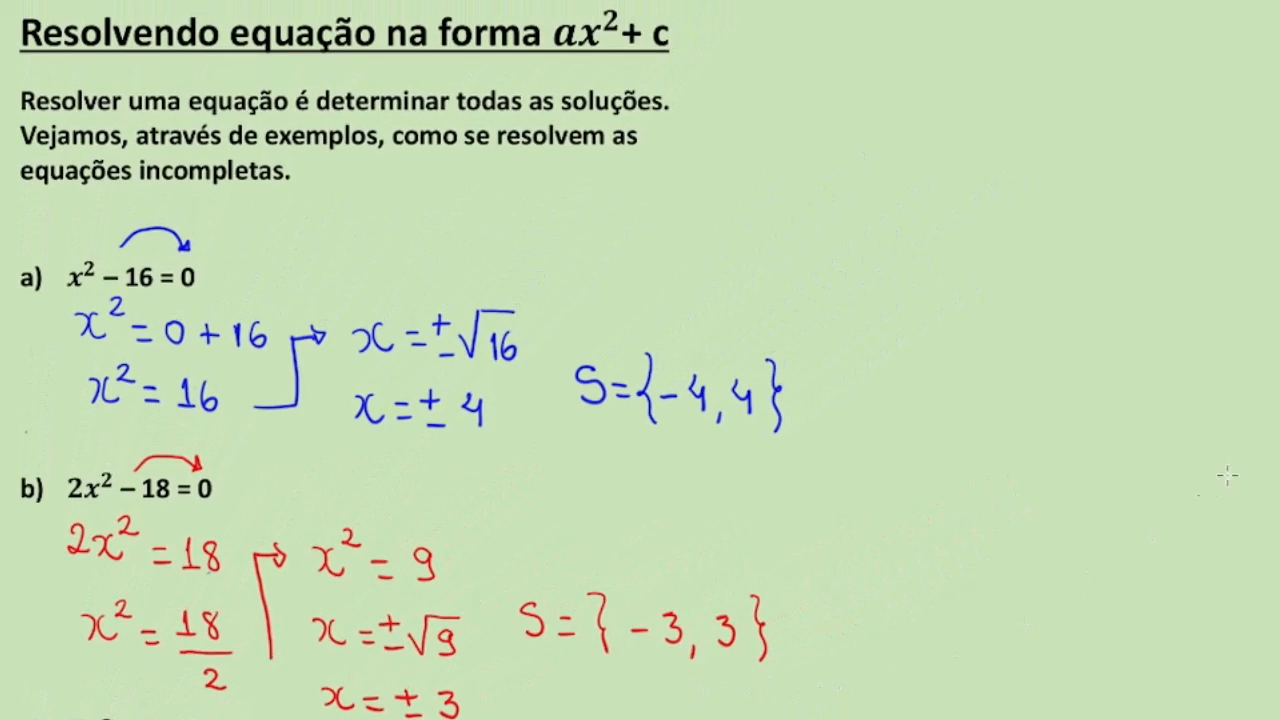 Resolvendo equação na forma ax²+ c
Resolver uma equação é determinar todas as soluções.
Vejamos, através de exemplos, como se resolvem as
equações incompletas.
a) x² – 16 = 0
x² = 0 + 16
x² = 16
x = ±√16
x = ± 4
S = {-4, 4}
b) 2x² – 18 = 0
2x² = 18
x² = 18/2
x² = 9
x = ±√9
x = ± 3
S = {-3, 3}